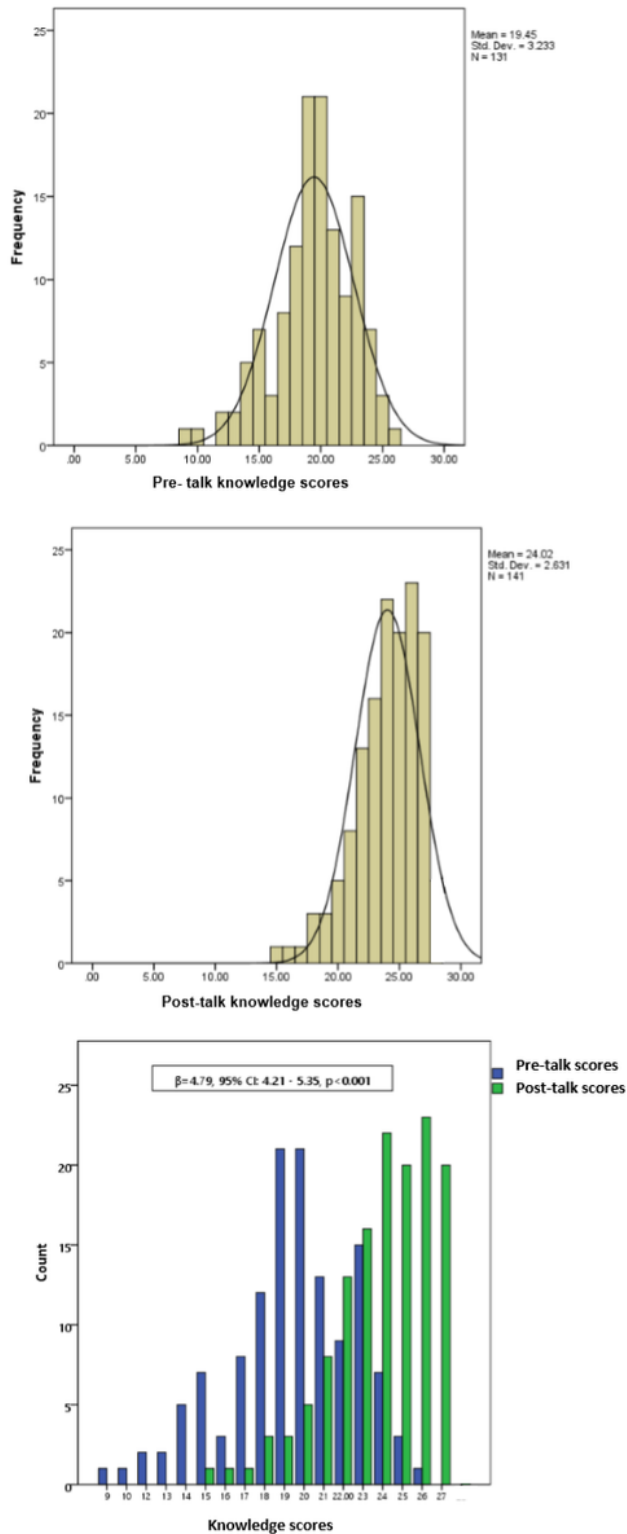 Mean = 19.45
Std. Dev. = 3.233
N = 131
25
20
15
10
5
0
Frequency
.00 5.00 10.00 15.00 20.00 25.00 30.00
Pre- talk knowledge scores
Mean = 24.02
Std. Dev. = 2.631
N = 141
25
20
15
10
5
0
Frequency
.00 5.00 10.00 15.00 20.00 25.00 30.00
Post-talk knowledge scores
β=4.79, 95% CI: 4.21 - 5.35, p<0.001
Pre-talk scores
Post-talk scores
25
20
15
10
5
0
Count
9 10 12 13 14 15 16 17 18 19 20 21 22.00 23 24 25 26 27
Knowledge scores